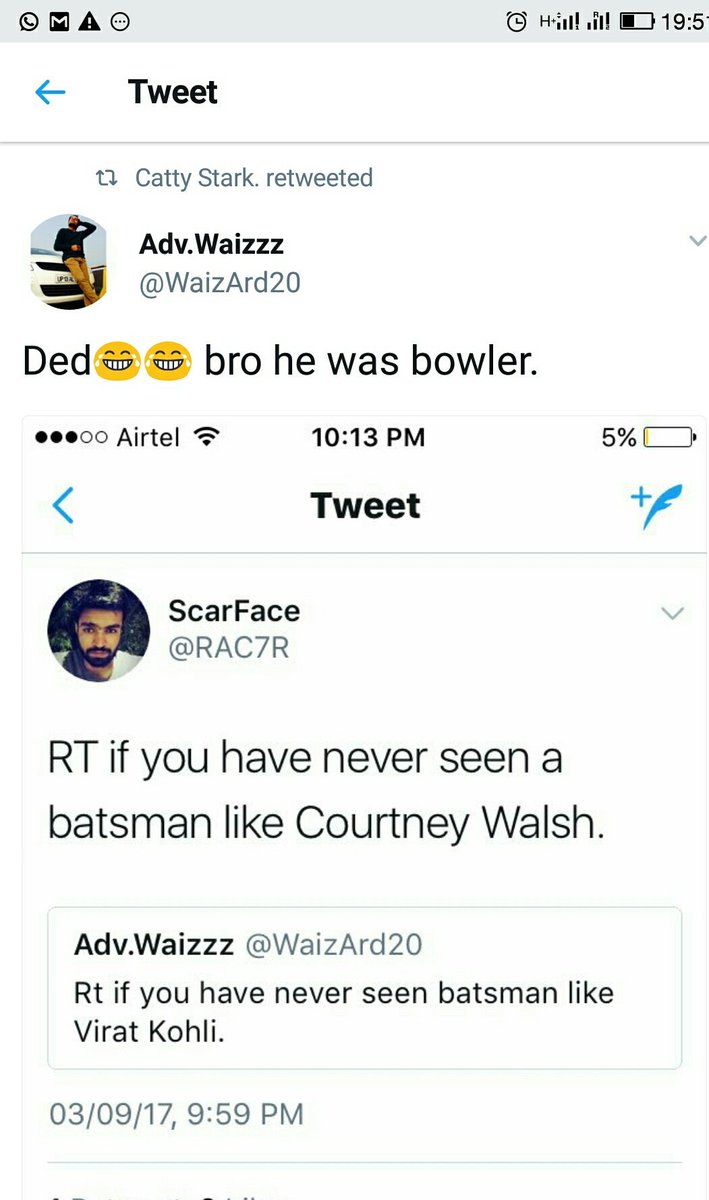 H+ R 19:5
Tweet
Catty Stark. retweeted
Adv.Waizzz
@WaizArd20
Ded😂😂 bro he was bowler.
Airtel 10:13 PM 5%
Tweet
ScarFace
@RAC7R
RT if you have never seen a
batsman like Courtney Walsh.
Adv.Waizzz @WaizArd20
Rt if you have never seen batsman like
Virat Kohli.
03/09/17, 9:59 PM